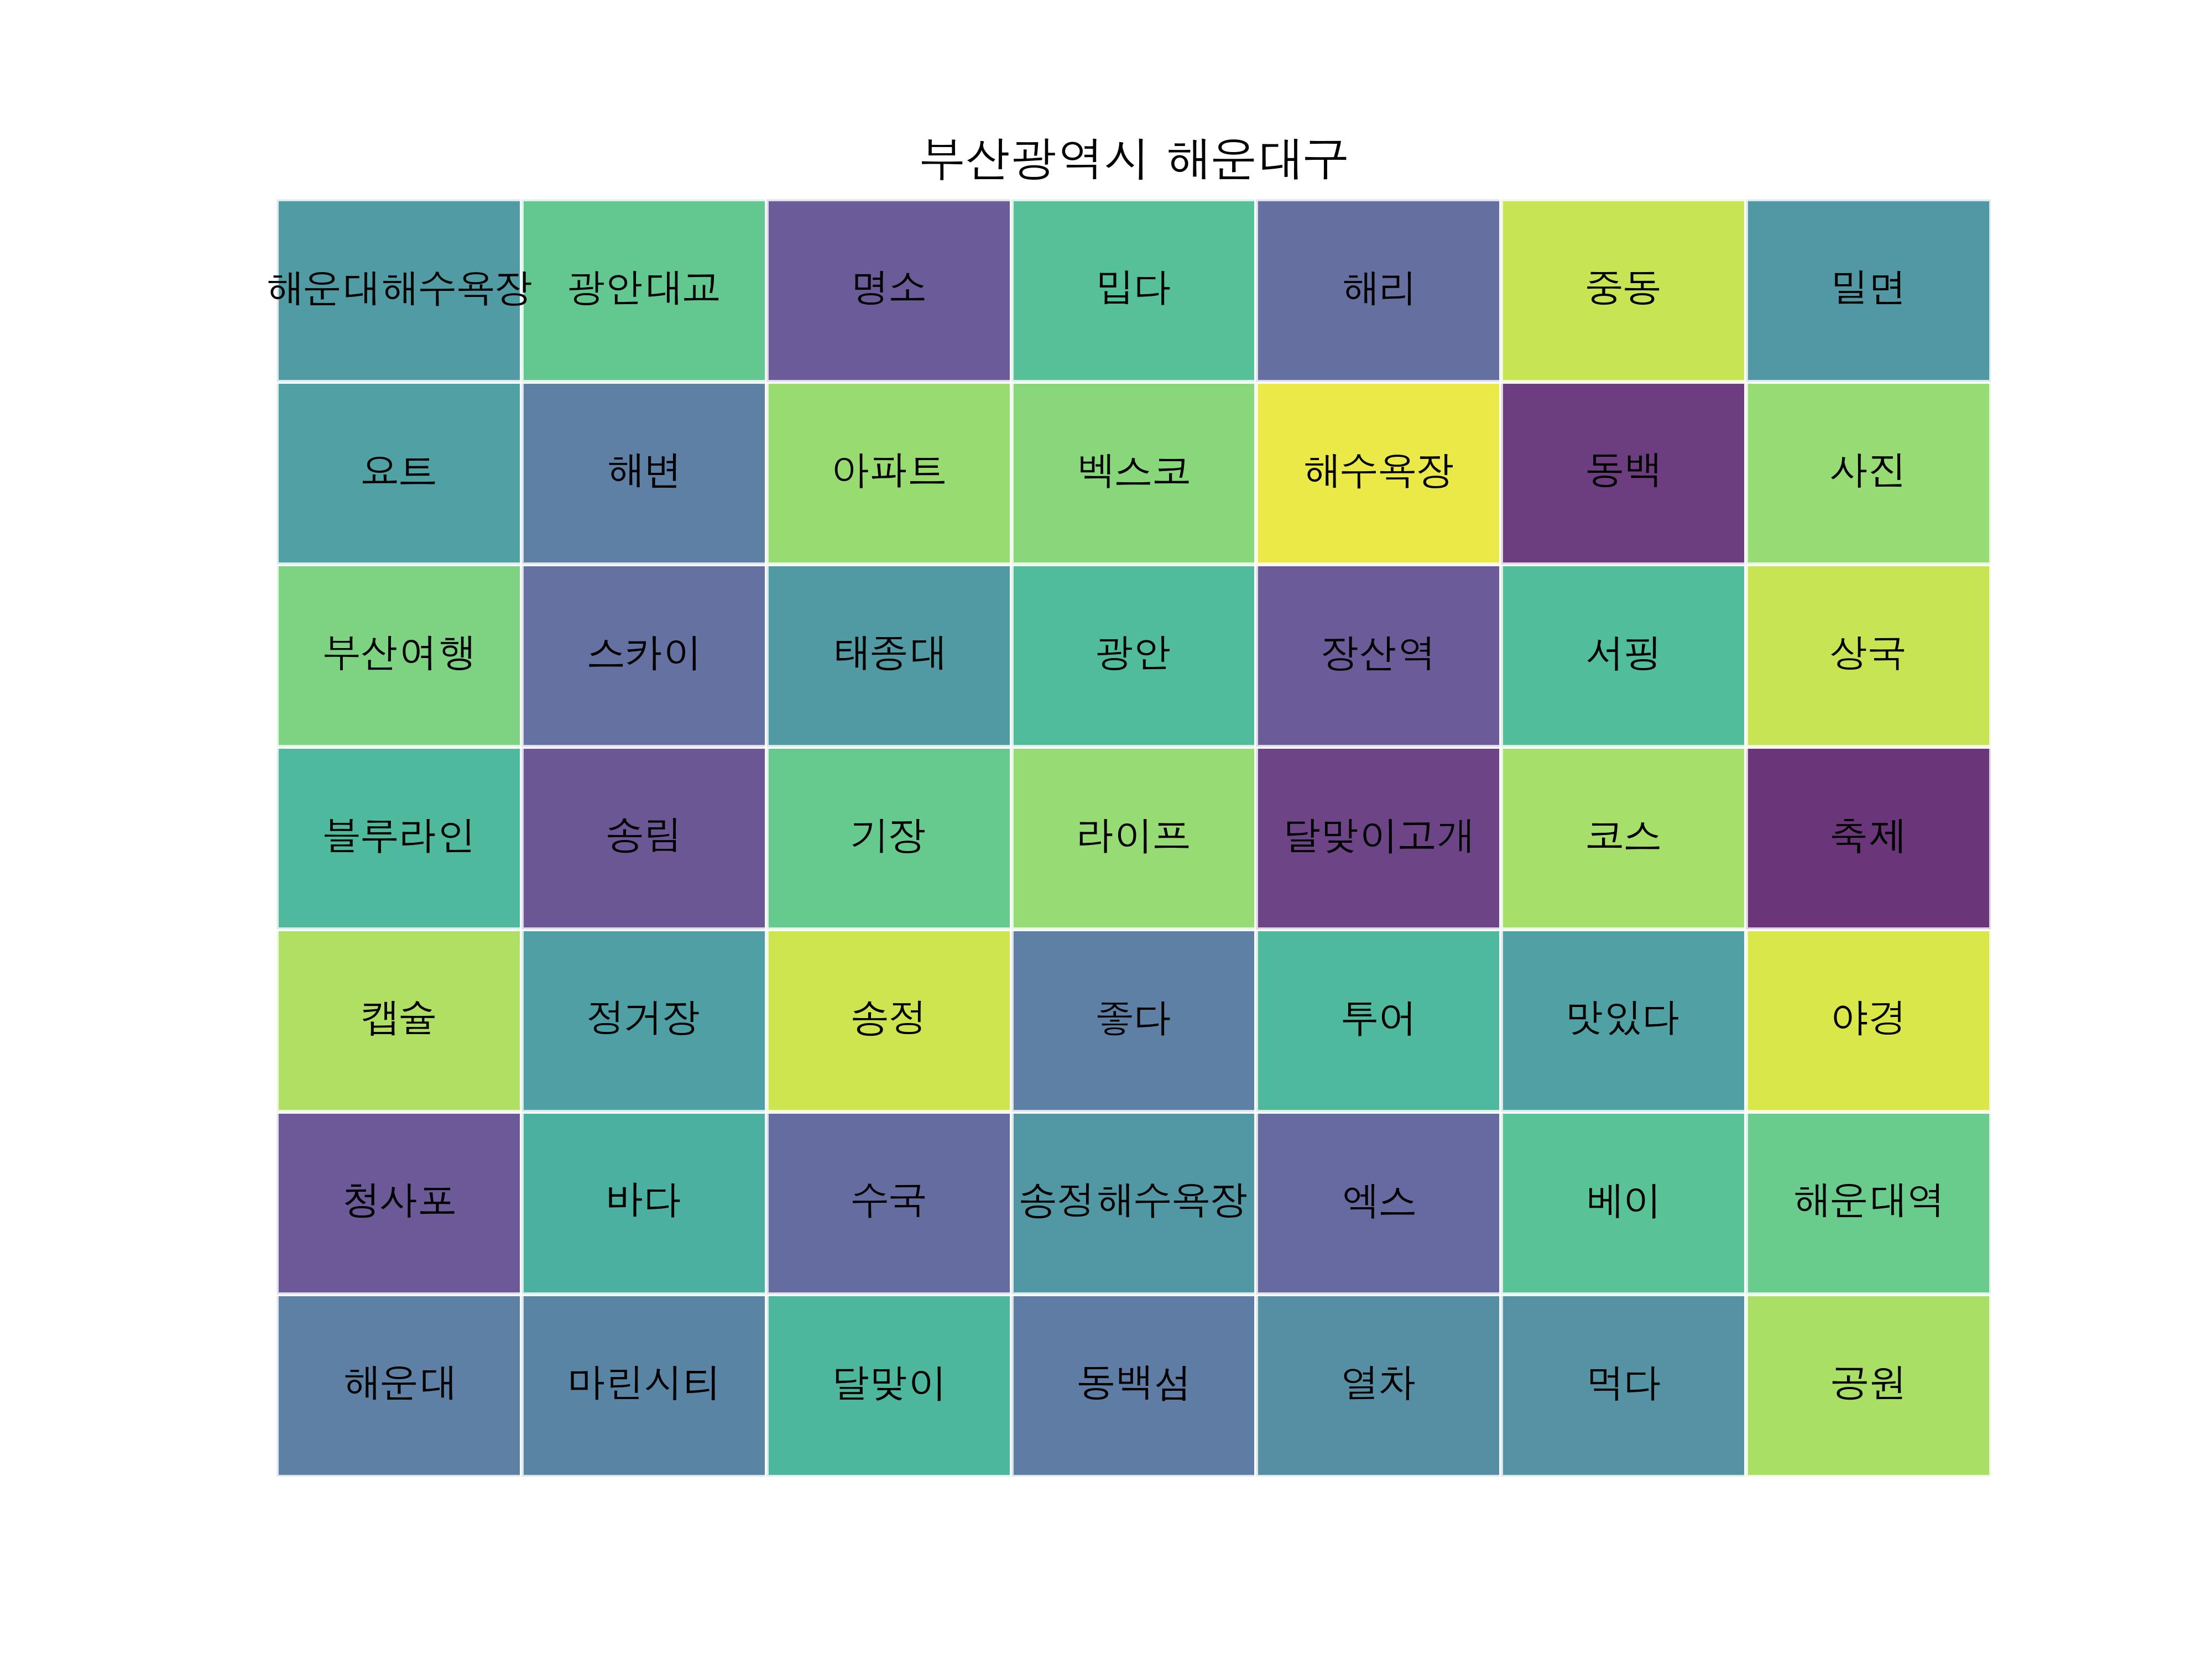 부산광역시 해운대구
해운대해수욕장 광안대교 명소 밉다 해리 중동 밀면
요트 해변 아파트 벡스코 해수욕장 동백 사진
부산여행 스카이 태종대 광안 장산역 서핑 상국
블루라인 송림 기장 라이프 달맞이고개 코스 축제
캡슐 정거장 송정 좋다 투어 맛있다 야경
청사포 바다 수국 송정해수욕장 엑스 베이 해운대역
해운대 마린시티 달맞이 동백섬 열차 먹다 공원